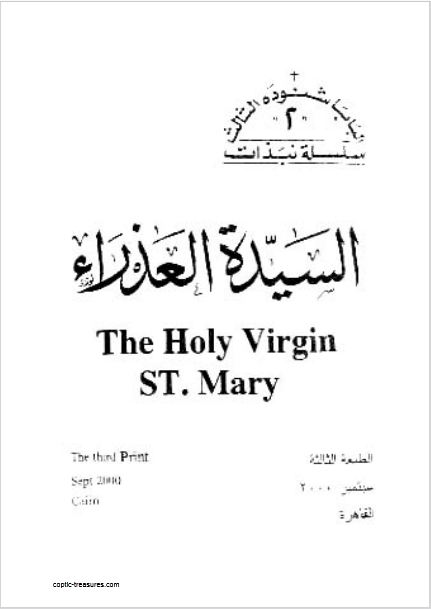 البابا شنوده الثالث
٢
سلسلة نبذات
السيدة العذراء
The Holy Virgin
ST. Mary
The third Print
الطبعة الثالثة
Sept 2000
سبتمبر ٢٠٠٠
Cairo
القاهرة
coptic-treasures.com